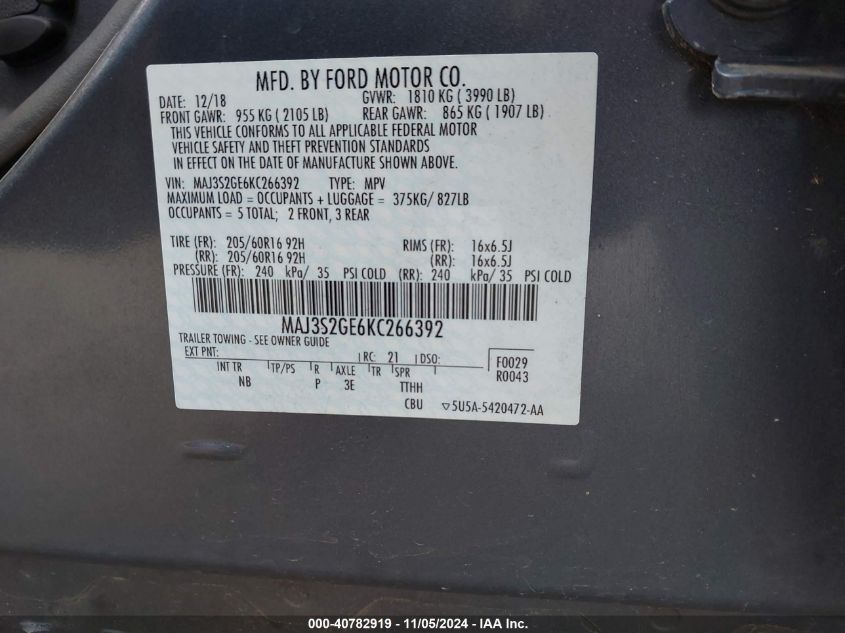 MFD. BY FORD MOTOR CO.
DATE: 12/18 GVWR: 1810 KG ( 3990 LB)
FRONT GAWR: 955 KG ( 2105 LB) REAR GAWR: 865 KG ( 1907 LB)
THIS VEHICLE CONFORMS TO ALL APPLICABLE FEDERAL MOTOR
VEHICLE SAFETY AND THEFT PREVENTION STANDARDS
IN EFFECT ON THE DATE OF MANUFACTURE SHOWN ABOVE.
VIN: MAJ3S2GE6KC266392 TYPE: MPV
MAXIMUM LOAD = OCCUPANTS + LUGGAGE = 375KG/ 827LB
OCCUPANTS = 5 TOTAL; 2 FRONT, 3 REAR
TIRE (FR): 205/60R16 92H RIMS (FR): 16x6.5J
(RR): 205/60R16 92H (RR): 16x6.5J
PRESSURE (FR): 240 kPa/ 35 PSI COLD (RR): 240 kPa/ 35 PSI COLD
MAJ3S2GE6KC266392
TRAILER TOWING - SEE OWNER GUIDE
EXT PNT: RC: 21 DSO: F0029
INT TR TP/PS R AXLE TR SPR R0043
NB P 3E TTHH
CBU ▽5U5A-5420472-AA
000-40782919 - 11/05/2024 - IAAI.com